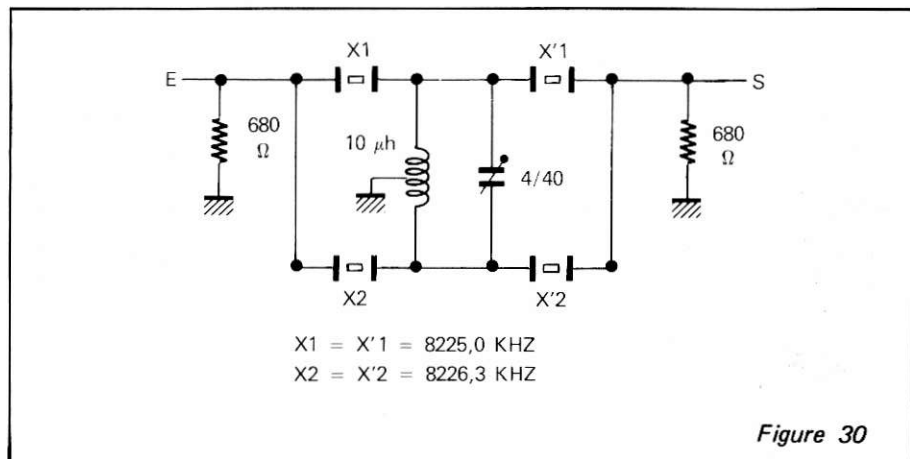 X1
X'1
E
S
680
Ω
10 μh
4/40
680
Ω
X2
X'2
X1 = X'1 = 8225,0 KHZ
X2 = X'2 = 8226,3 KHZ
Figure 30